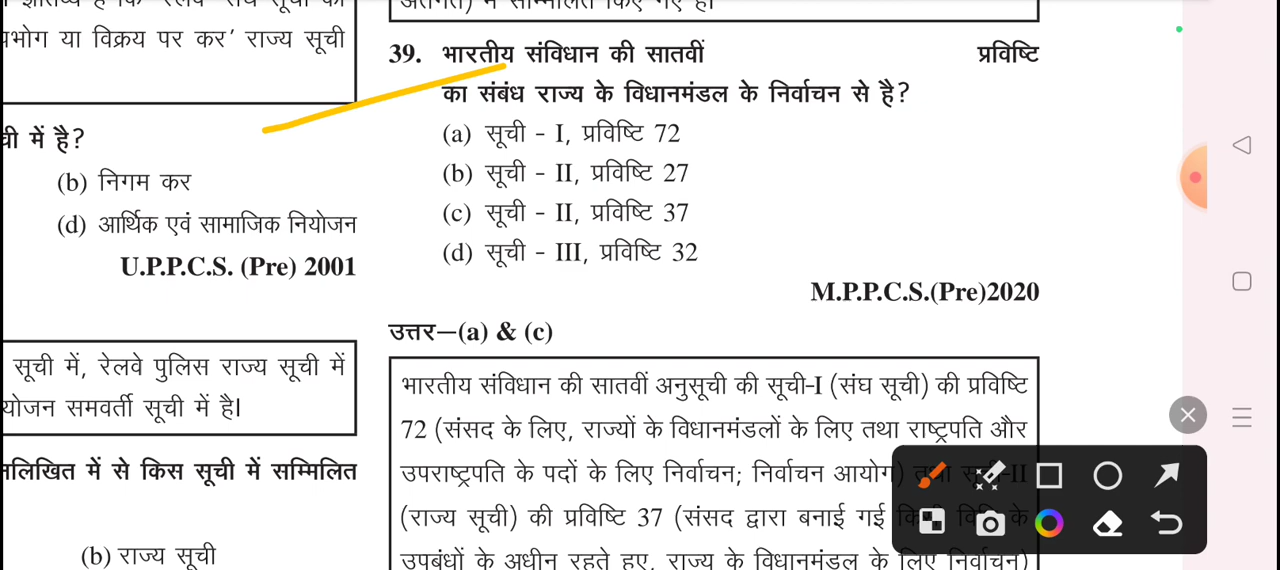 पभोग या विक्रय पर कर’ राज्य सूची
ची में है?
(b) निगम कर
(d) आर्थिक एवं सामाजिक नियोजन
U.P.P.C.S. (Pre) 2001
सूची में, रेलवे पुलिस राज्य सूची में
योजन समवर्ती सूची में है।
नलिखित में से किस सूची में सम्मिलित
(b) राज्य सूची
39. भारतीय संविधान की सातवीं प्रविष्टि
का संबंध राज्य के विधानमंडल के निर्वाचन से है?
(a) सूची - I, प्रविष्टि 72
(b) सूची - II, प्रविष्टि 27
(c) सूची - II, प्रविष्टि 37
(d) सूची - III, प्रविष्टि 32
M.P.P.C.S.(Pre)2020
उत्तर—(a) & (c)
भारतीय संविधान की सातवीं अनुसूची की सूची-I (संघ सूची) की प्रविष्टि
72 (संसद के लिए, राज्यों के विधानमंडलों के लिए तथा राष्ट्रपति और
उपराष्ट्रपति के पदों के लिए निर्वाचन; निर्वाचन आयोग) तथा सूची-II
(राज्य सूची) की प्रविष्टि 37 (संसद द्वारा बनाई गई किसी विधि के
उपबंधों के अधीन रहते हुए, राज्य के विधानमंडल के लिए निर्वाचन)